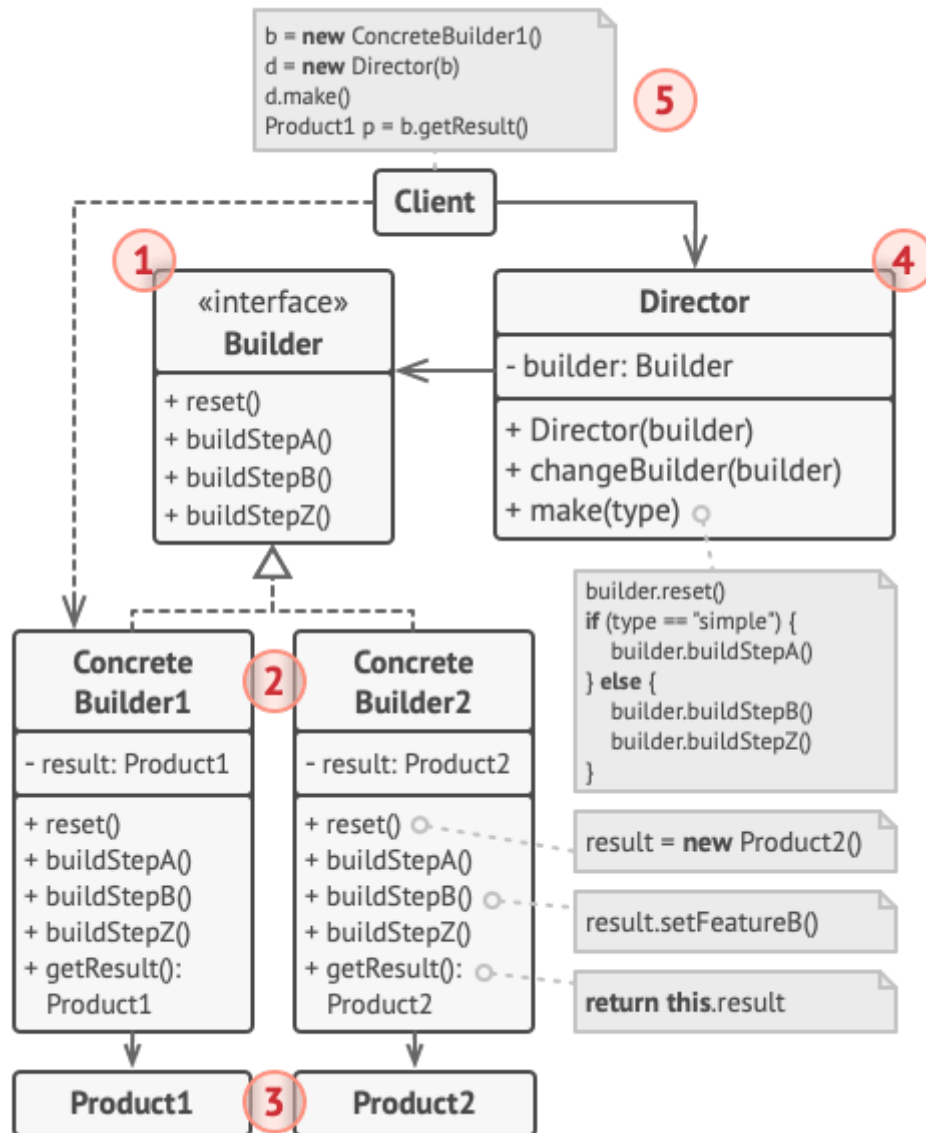 b = new ConcreteBuilder1()
d = new Director(b)
d.make()
Product1 p = b.getResult()
5
Client
1
«interface»
Builder
+ reset()
+ buildStepA()
+ buildStepB()
+ buildStepZ()
4
Director
- builder: Builder
+ Director(builder)
+ changeBuilder(builder)
+ make(type)
builder.reset()
if (type == "simple") {
builder.buildStepA()
} else {
builder.buildStepB()
builder.buildStepZ()
}
Concrete
Builder1
- result: Product1
+ reset()
+ buildStepA()
+ buildStepB()
+ buildStepZ()
+ getResult():
Product1
2
Concrete
Builder2
- result: Product2
+ reset()
+ buildStepA()
+ buildStepB()
+ buildStepZ()
+ getResult():
Product2
result = new Product2()
result.setFeatureB()
return this.result
Product1
3
Product2